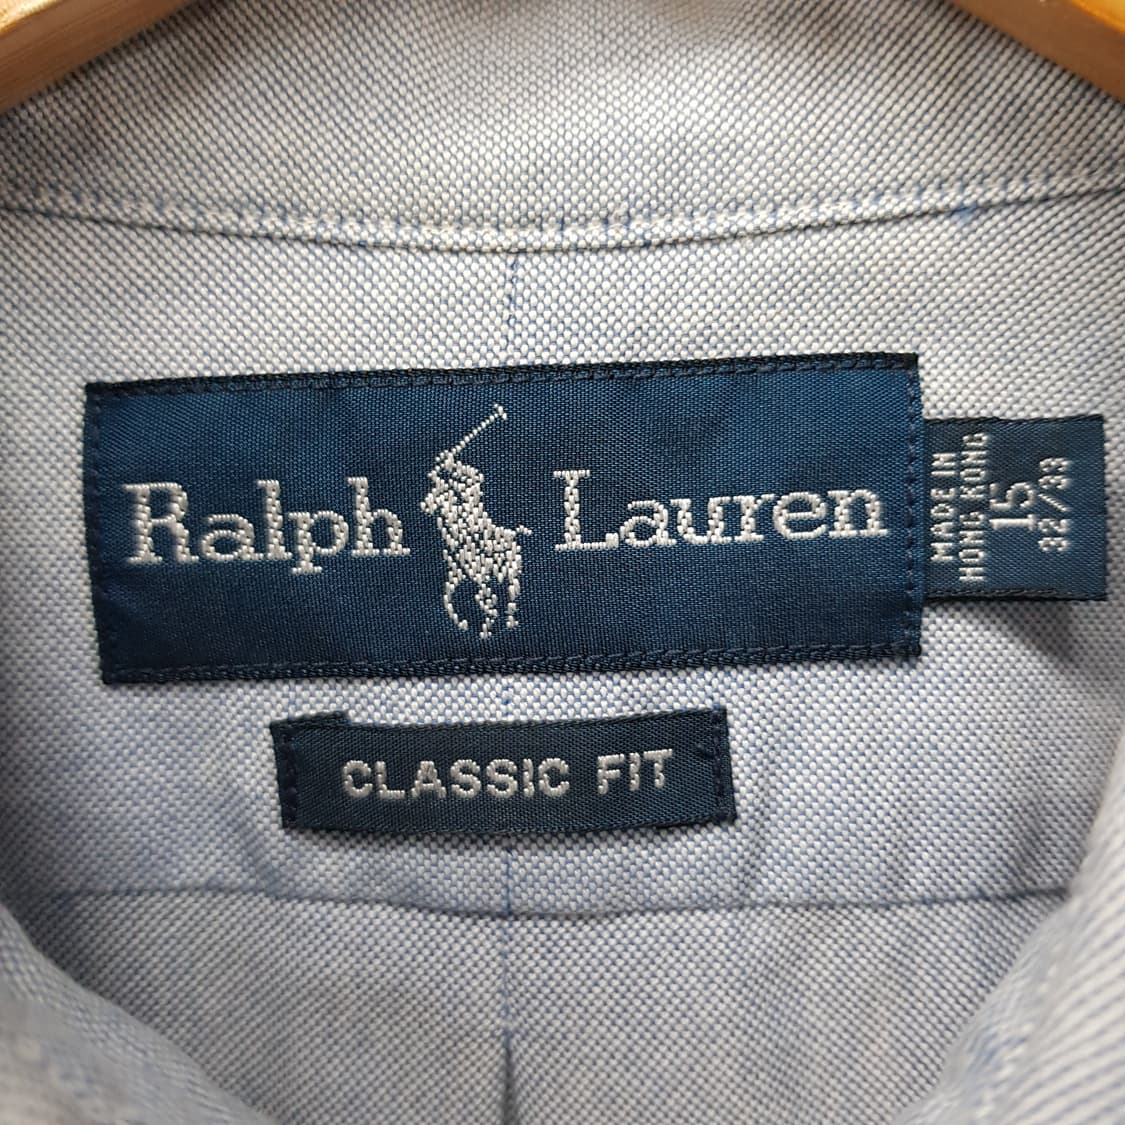 Ralph Lauren
MADE IN
HONG KONG
15
32/33
CLASSIC FIT